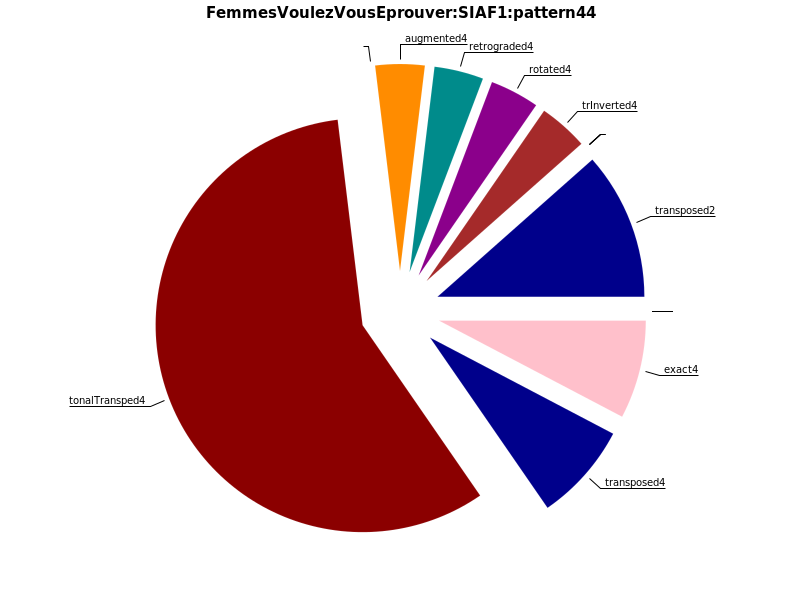 FemmesVoulezVousEprouver:SIAF1:pattern44
augmented4
retrograded4
rotated4
trInverted4
transposed2
exact4
tonalTransped4
transposed4